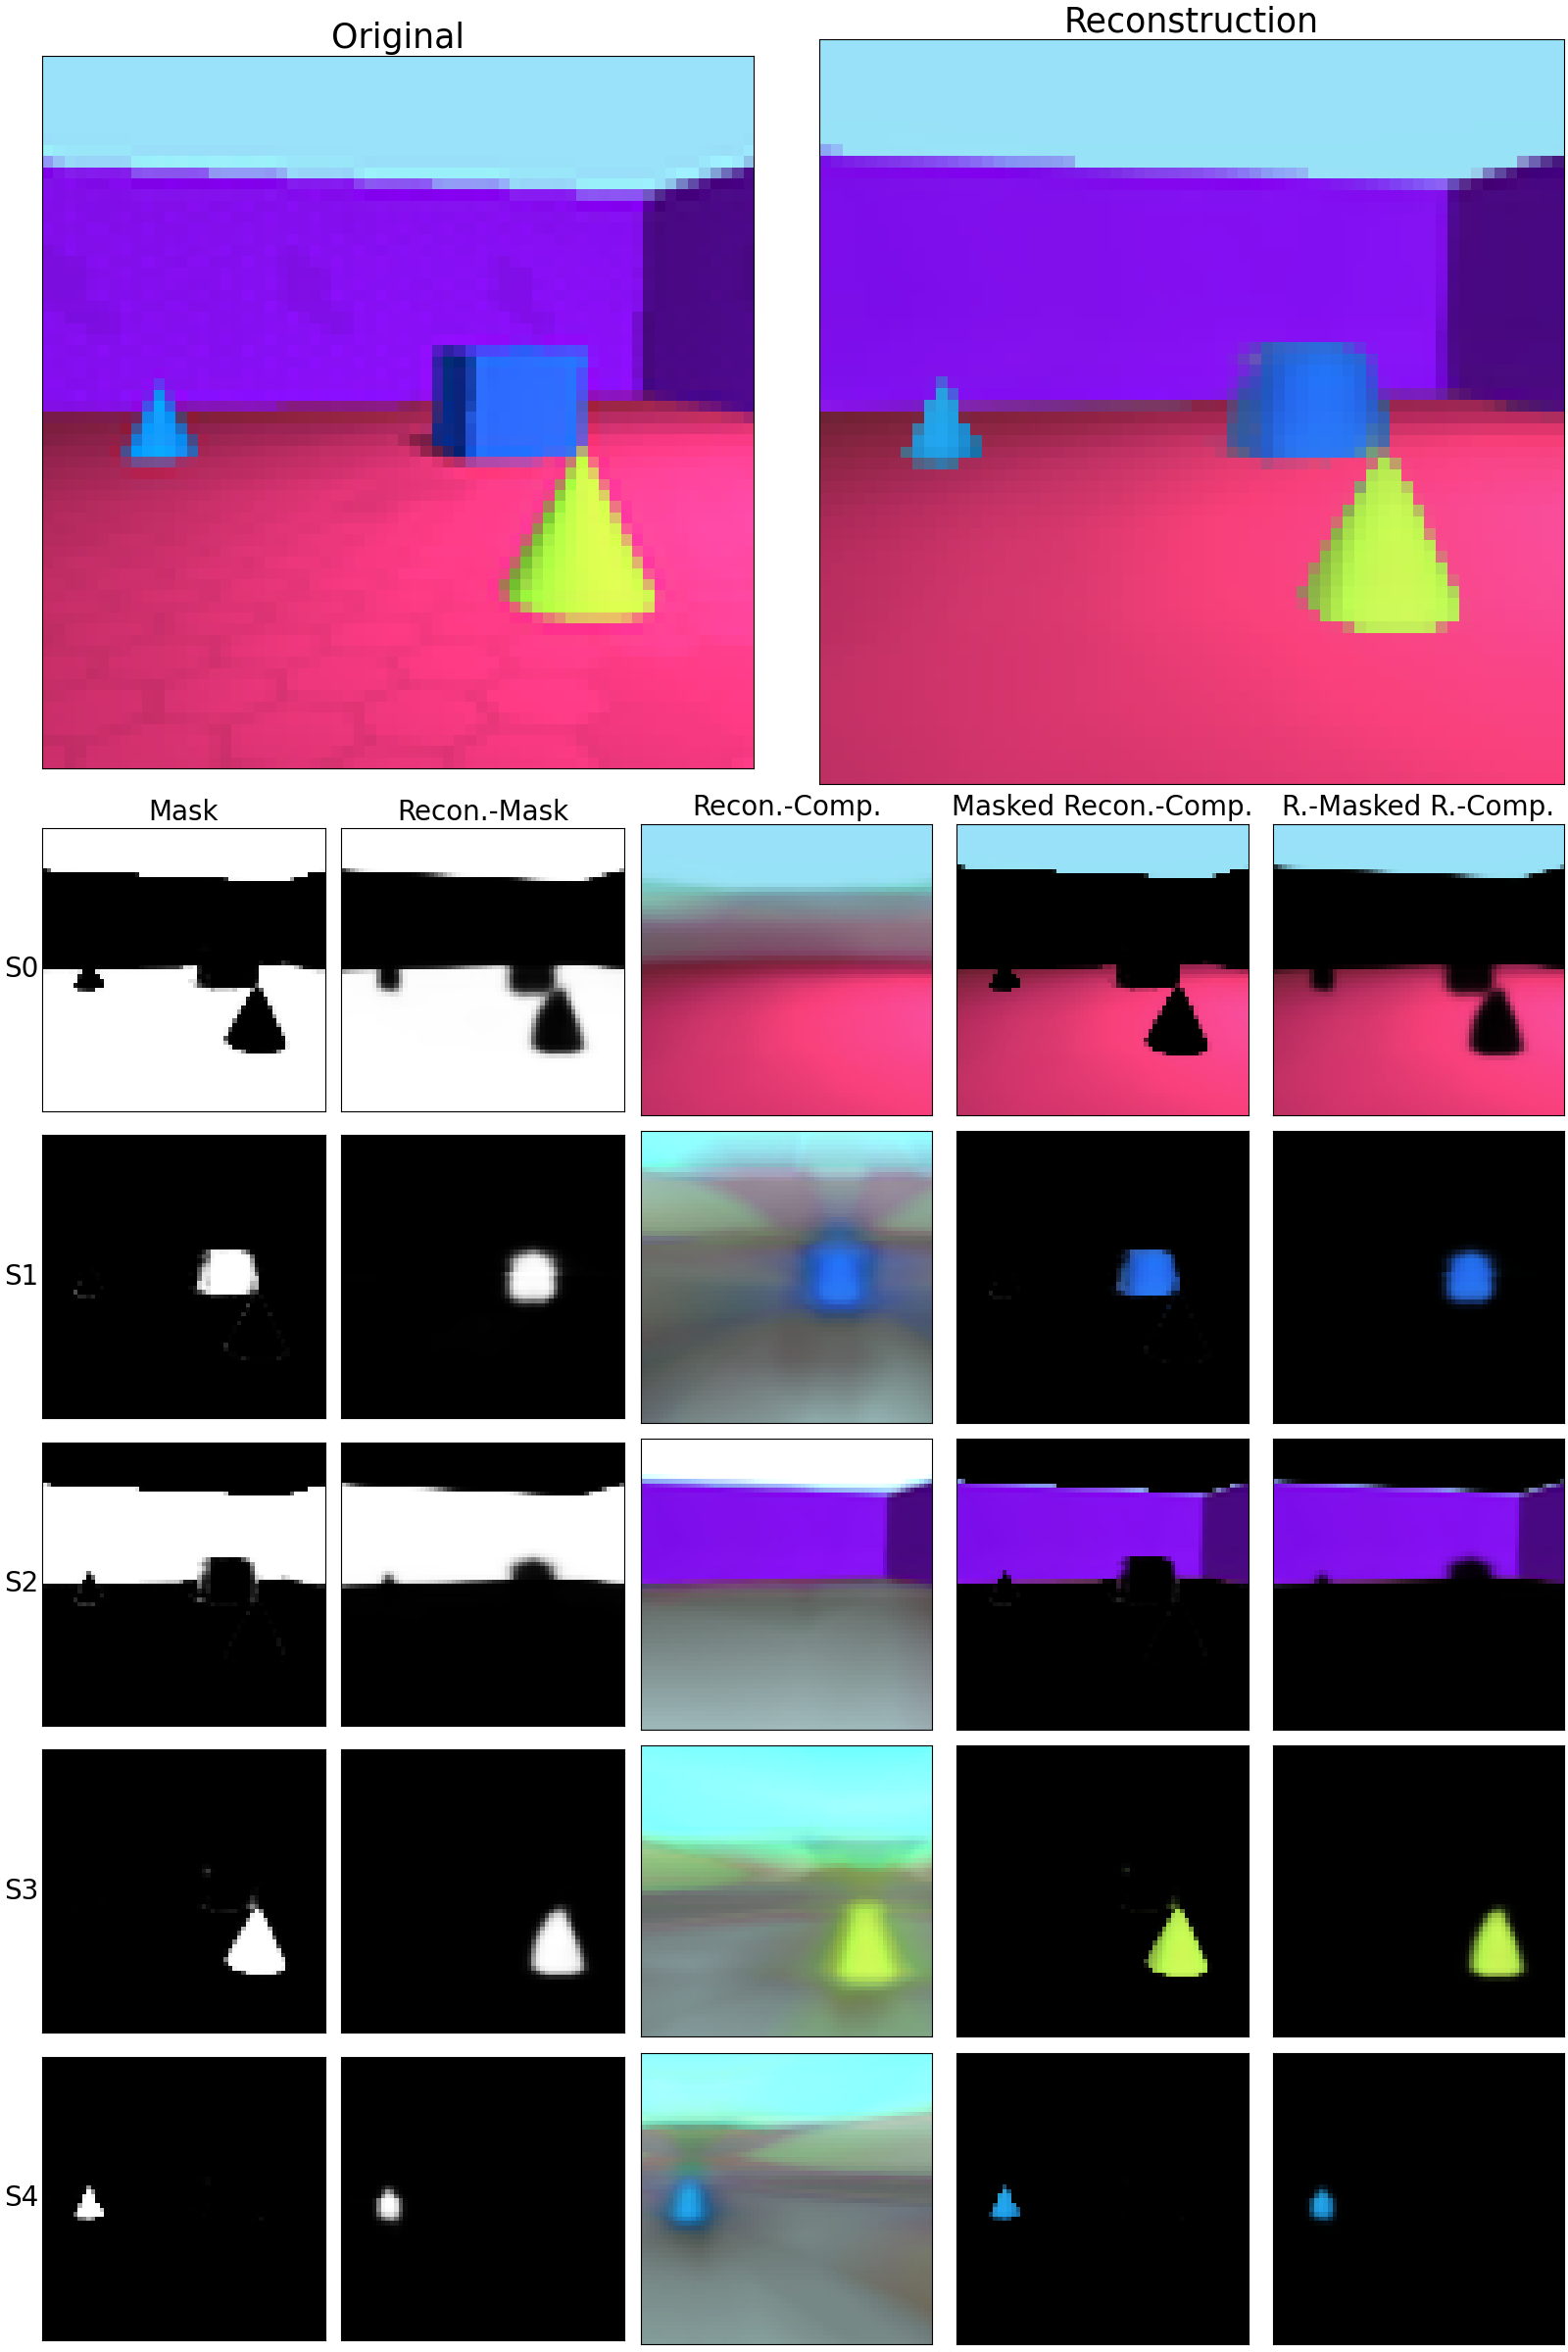 Original
Reconstruction
Mask
Recon.-Mask
Recon.-Comp.
Masked Recon.-Comp.
R.-Masked R.-Comp.
S0
S1
S2
S3
S4